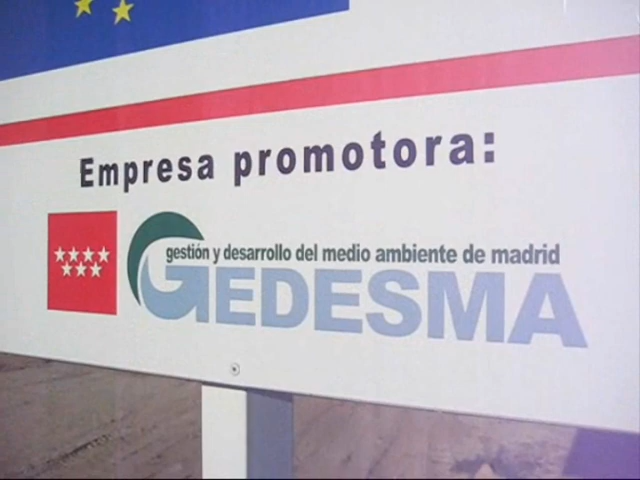 Empresa promotora:
gestión y desarrollo del medio ambiente de madrid
GEDESMA